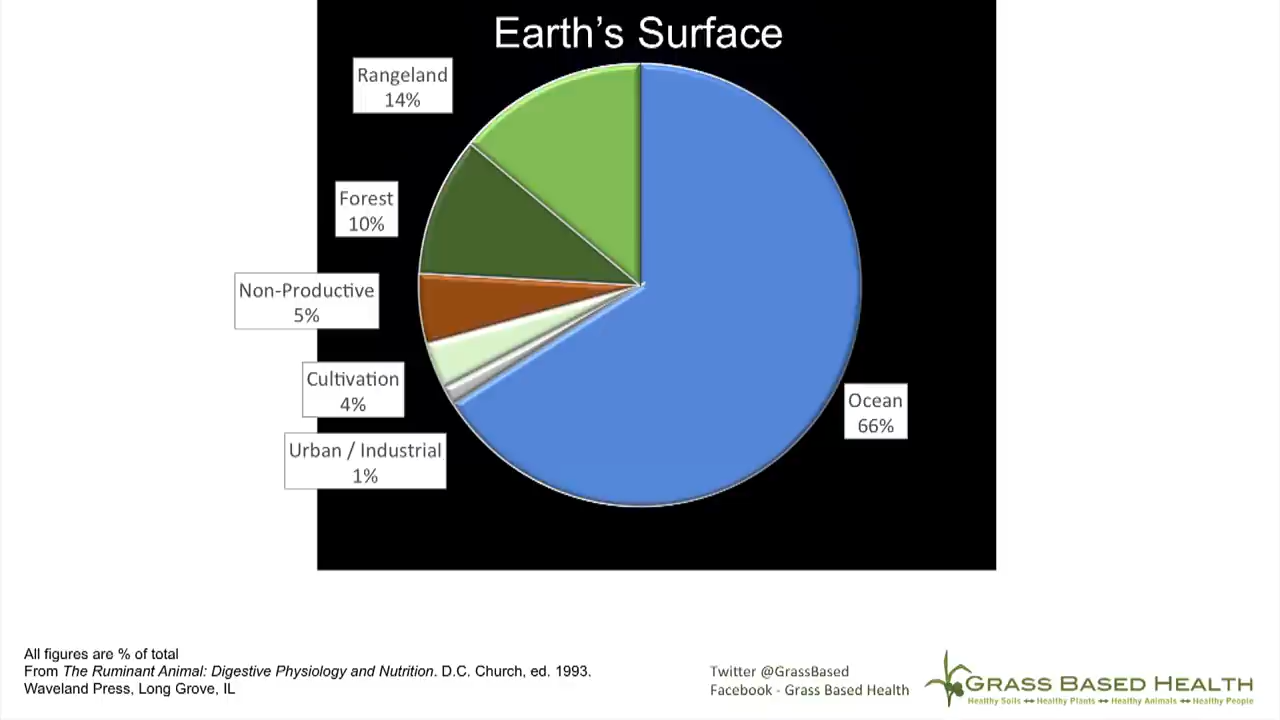 Earth's Surface
Rangeland
14%
Forest
10%
Non-Productive
5%
Cultivation
4%
Urban / Industrial
1%
Ocean
66%
All figures are % of total
From The Ruminant Animal: Digestive Physiology and Nutrition. D.C. Church, ed. 1993.
Waveland Press, Long Grove, IL
Twitter @GrassBased
Facebook - Grass Based Health
GRASS BASED HEALTH
Healthy Soils ↔ Healthy Plants ↔ Healthy Animals ↔ Healthy People